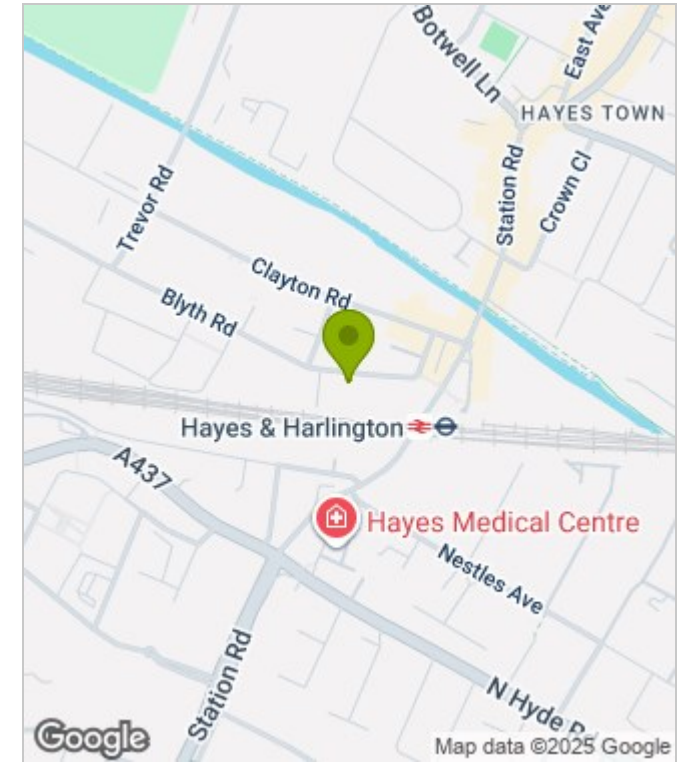 Botwell Ln
East Ave
HAYES TOWN
Station Rd
Crown Cl
Trevor Rd
Clayton Rd
Blyth Rd
Hayes & Harlington
A437
Hayes Medical Centre
Nestles Ave
Station Rd
N Hyde Rd
Google
Map data ©2025 Google